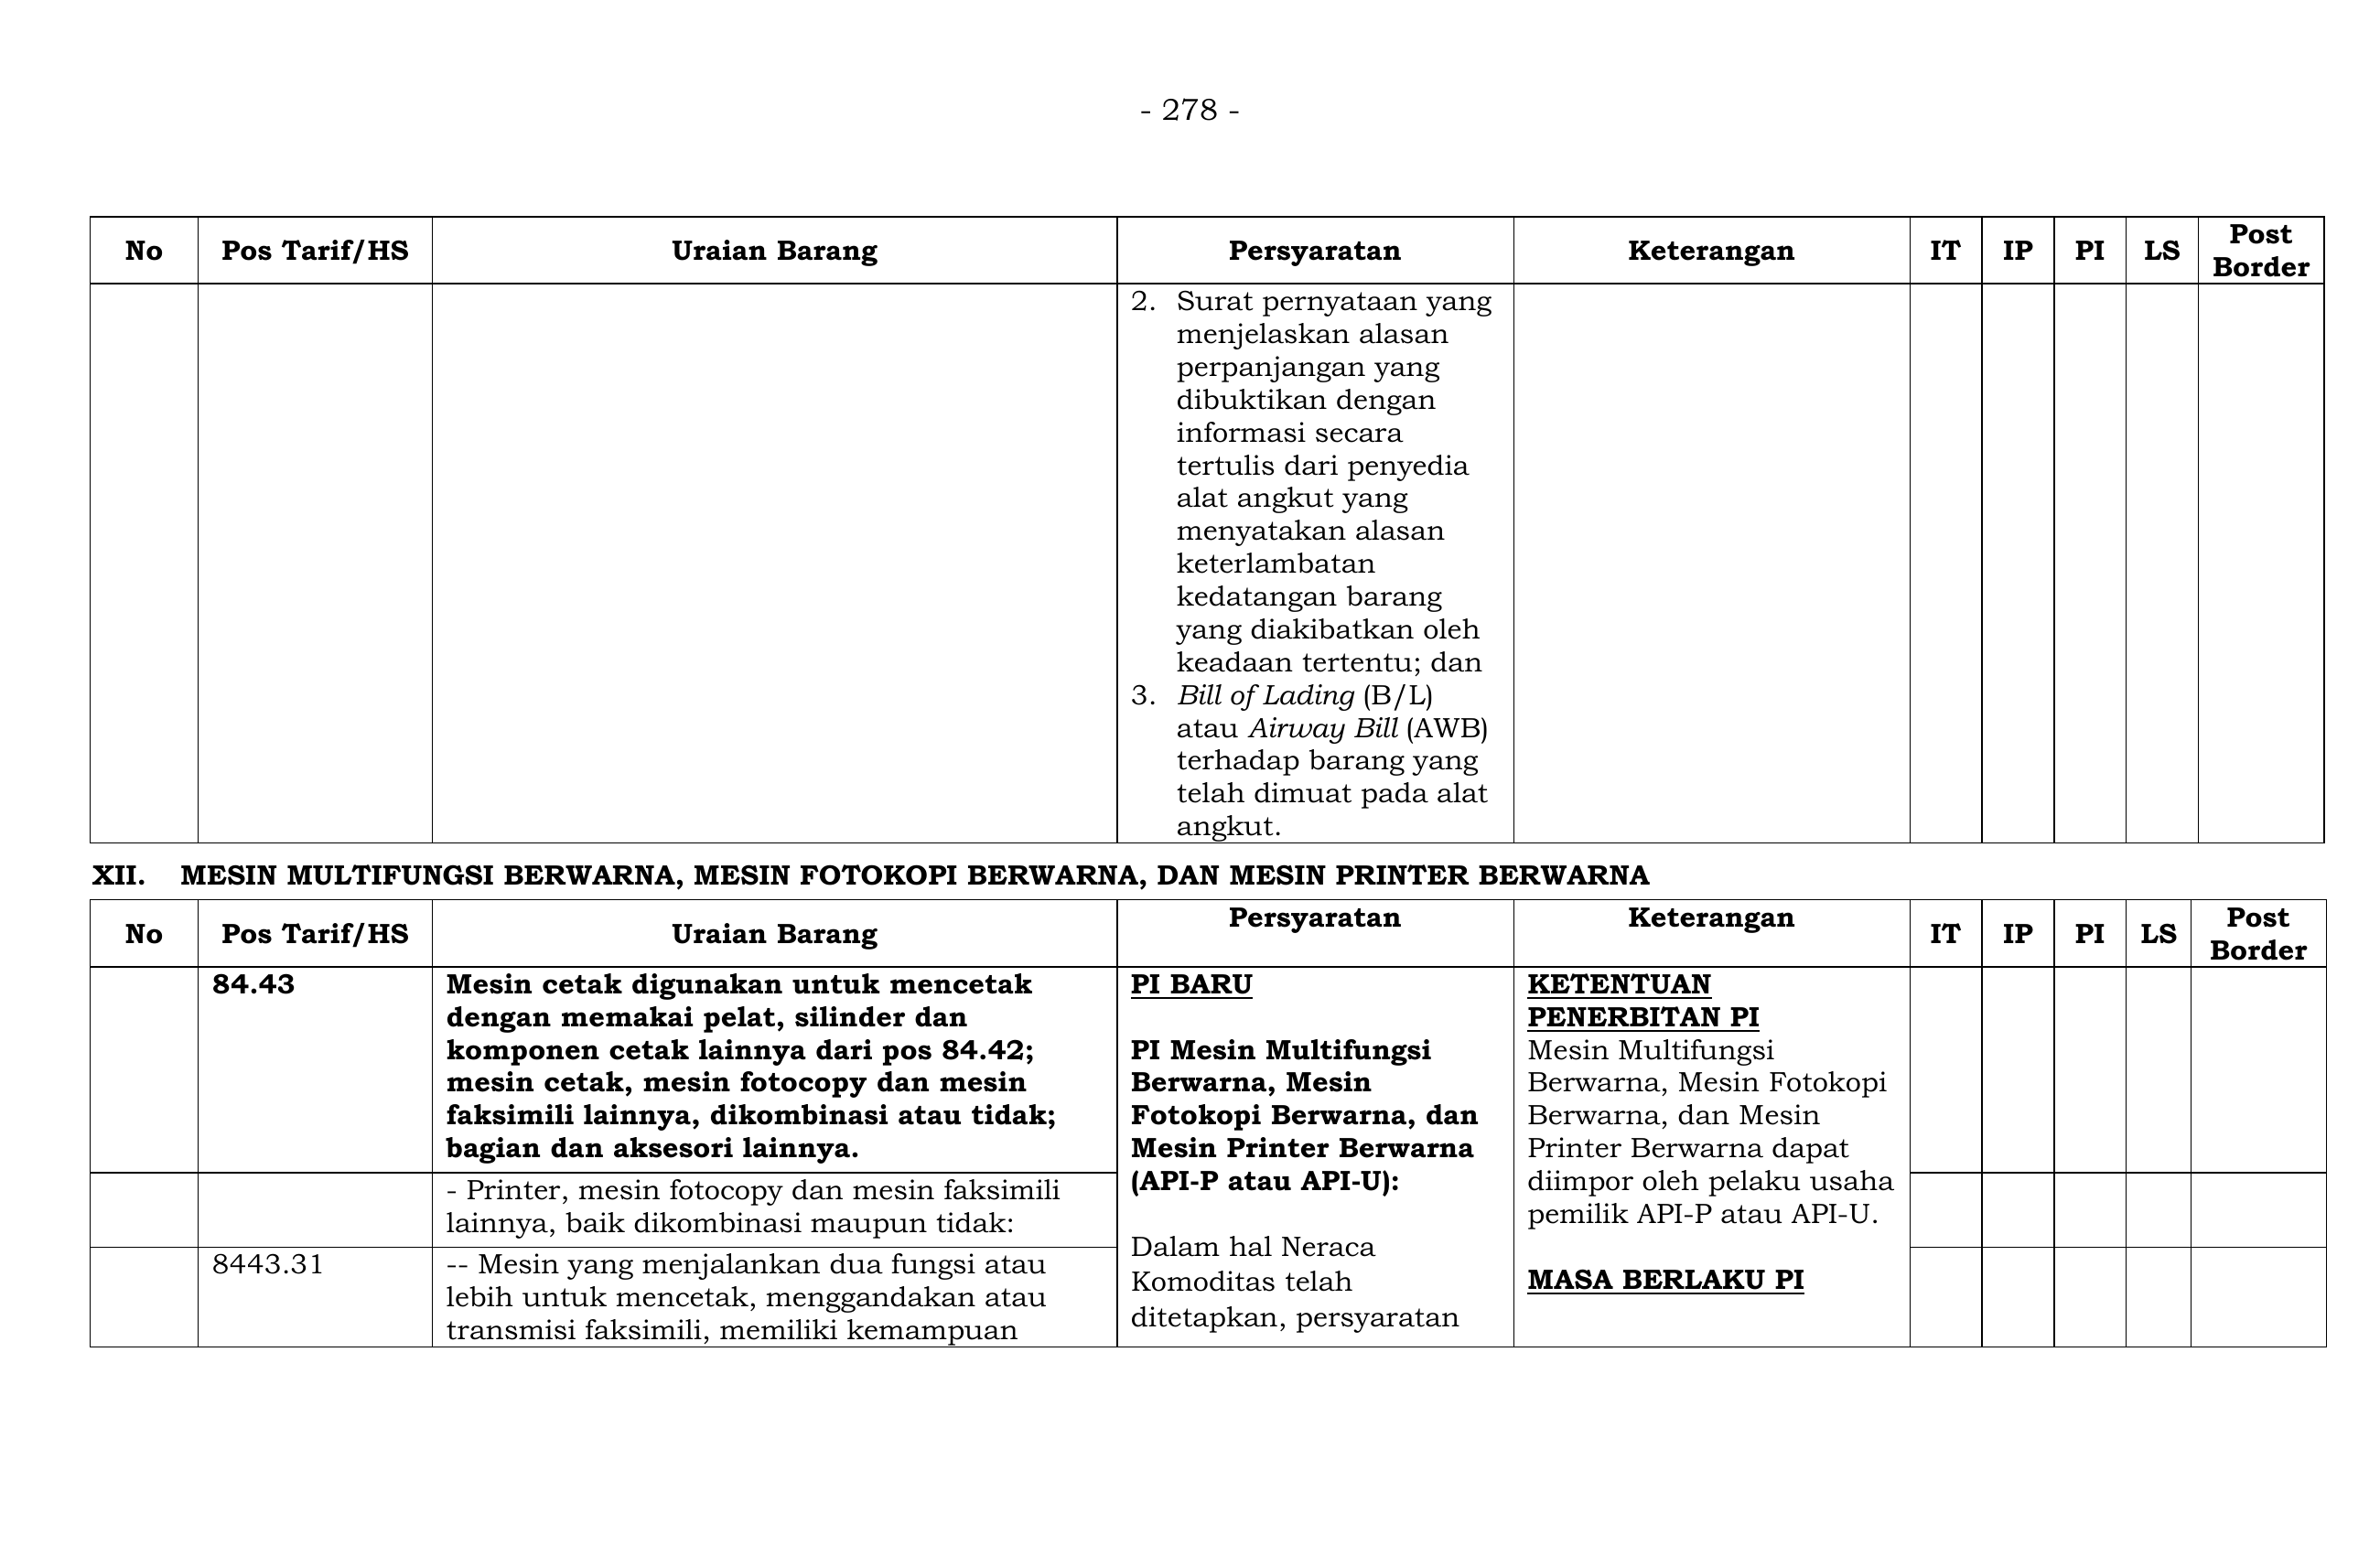 - 278 -
No Pos Tarif/HS Uraian Barang Persyaratan Keterangan IT IP PI LS Post Border
2. Surat pernyataan yang
menjelaskan alasan
perpanjangan yang
dibuktikan dengan
informasi secara
tertulis dari penyedia
alat angkut yang
menyatakan alasan
keterlambatan
kedatangan barang
yang diakibatkan oleh
keadaan tertentu; dan
3. Bill of Lading (B/L)
atau Airway Bill (AWB)
terhadap barang yang
telah dimuat pada alat
angkut.
XII. MESIN MULTIFUNGSI BERWARNA, MESIN FOTOKOPI BERWARNA, DAN MESIN PRINTER BERWARNA
No Pos Tarif/HS Uraian Barang Persyaratan Keterangan IT IP PI LS Post Border
84.43
Mesin cetak digunakan untuk mencetak
dengan memakai pelat, silinder dan
komponen cetak lainnya dari pos 84.42;
mesin cetak, mesin fotocopy dan mesin
faksimili lainnya, dikombinasi atau tidak;
bagian dan aksesori lainnya.
- Printer, mesin fotocopy dan mesin faksimili
lainnya, baik dikombinasi maupun tidak:
8443.31
-- Mesin yang menjalankan dua fungsi atau
lebih untuk mencetak, menggandakan atau
transmisi faksimili, memiliki kemampuan
PI BARU
PI Mesin Multifungsi
Berwarna, Mesin
Fotokopi Berwarna, dan
Mesin Printer Berwarna
(API-P atau API-U):
Dalam hal Neraca
Komoditas telah
ditetapkan, persyaratan
KETENTUAN
PENERBITAN PI
Mesin Multifungsi
Berwarna, Mesin Fotokopi
Berwarna, dan Mesin
Printer Berwarna dapat
diimpor oleh pelaku usaha
pemilik API-P atau API-U.
MASA BERLAKU PI